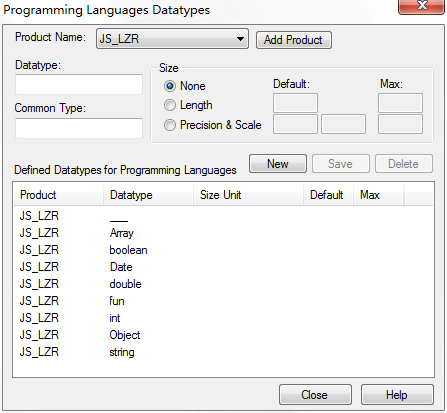 Programming Languages Datatypes
Product Name: JS_LZR Add Product
Datatype:
Common Type:
Size
None
Length
Precision & Scale
Default: Max:
New Save Delete
Defined Datatypes for Programming Languages
Product Datatype Size Unit Default Max
JS_LZR ___
JS_LZR Array
JS_LZR boolean
JS_LZR Date
JS_LZR double
JS_LZR fun
JS_LZR int
JS_LZR Object
JS_LZR string
Close Help